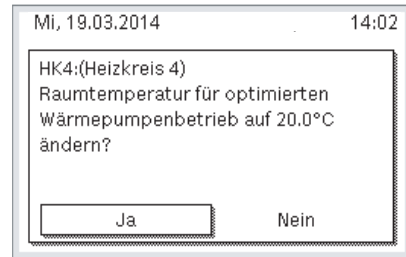 Mi, 19.03.2014 14:02
HK4:(Heizkreis 4)
Raumtemperatur für optimierten
Wärmepumpenbetrieb auf 20.0°C
ändern?
Ja Nein